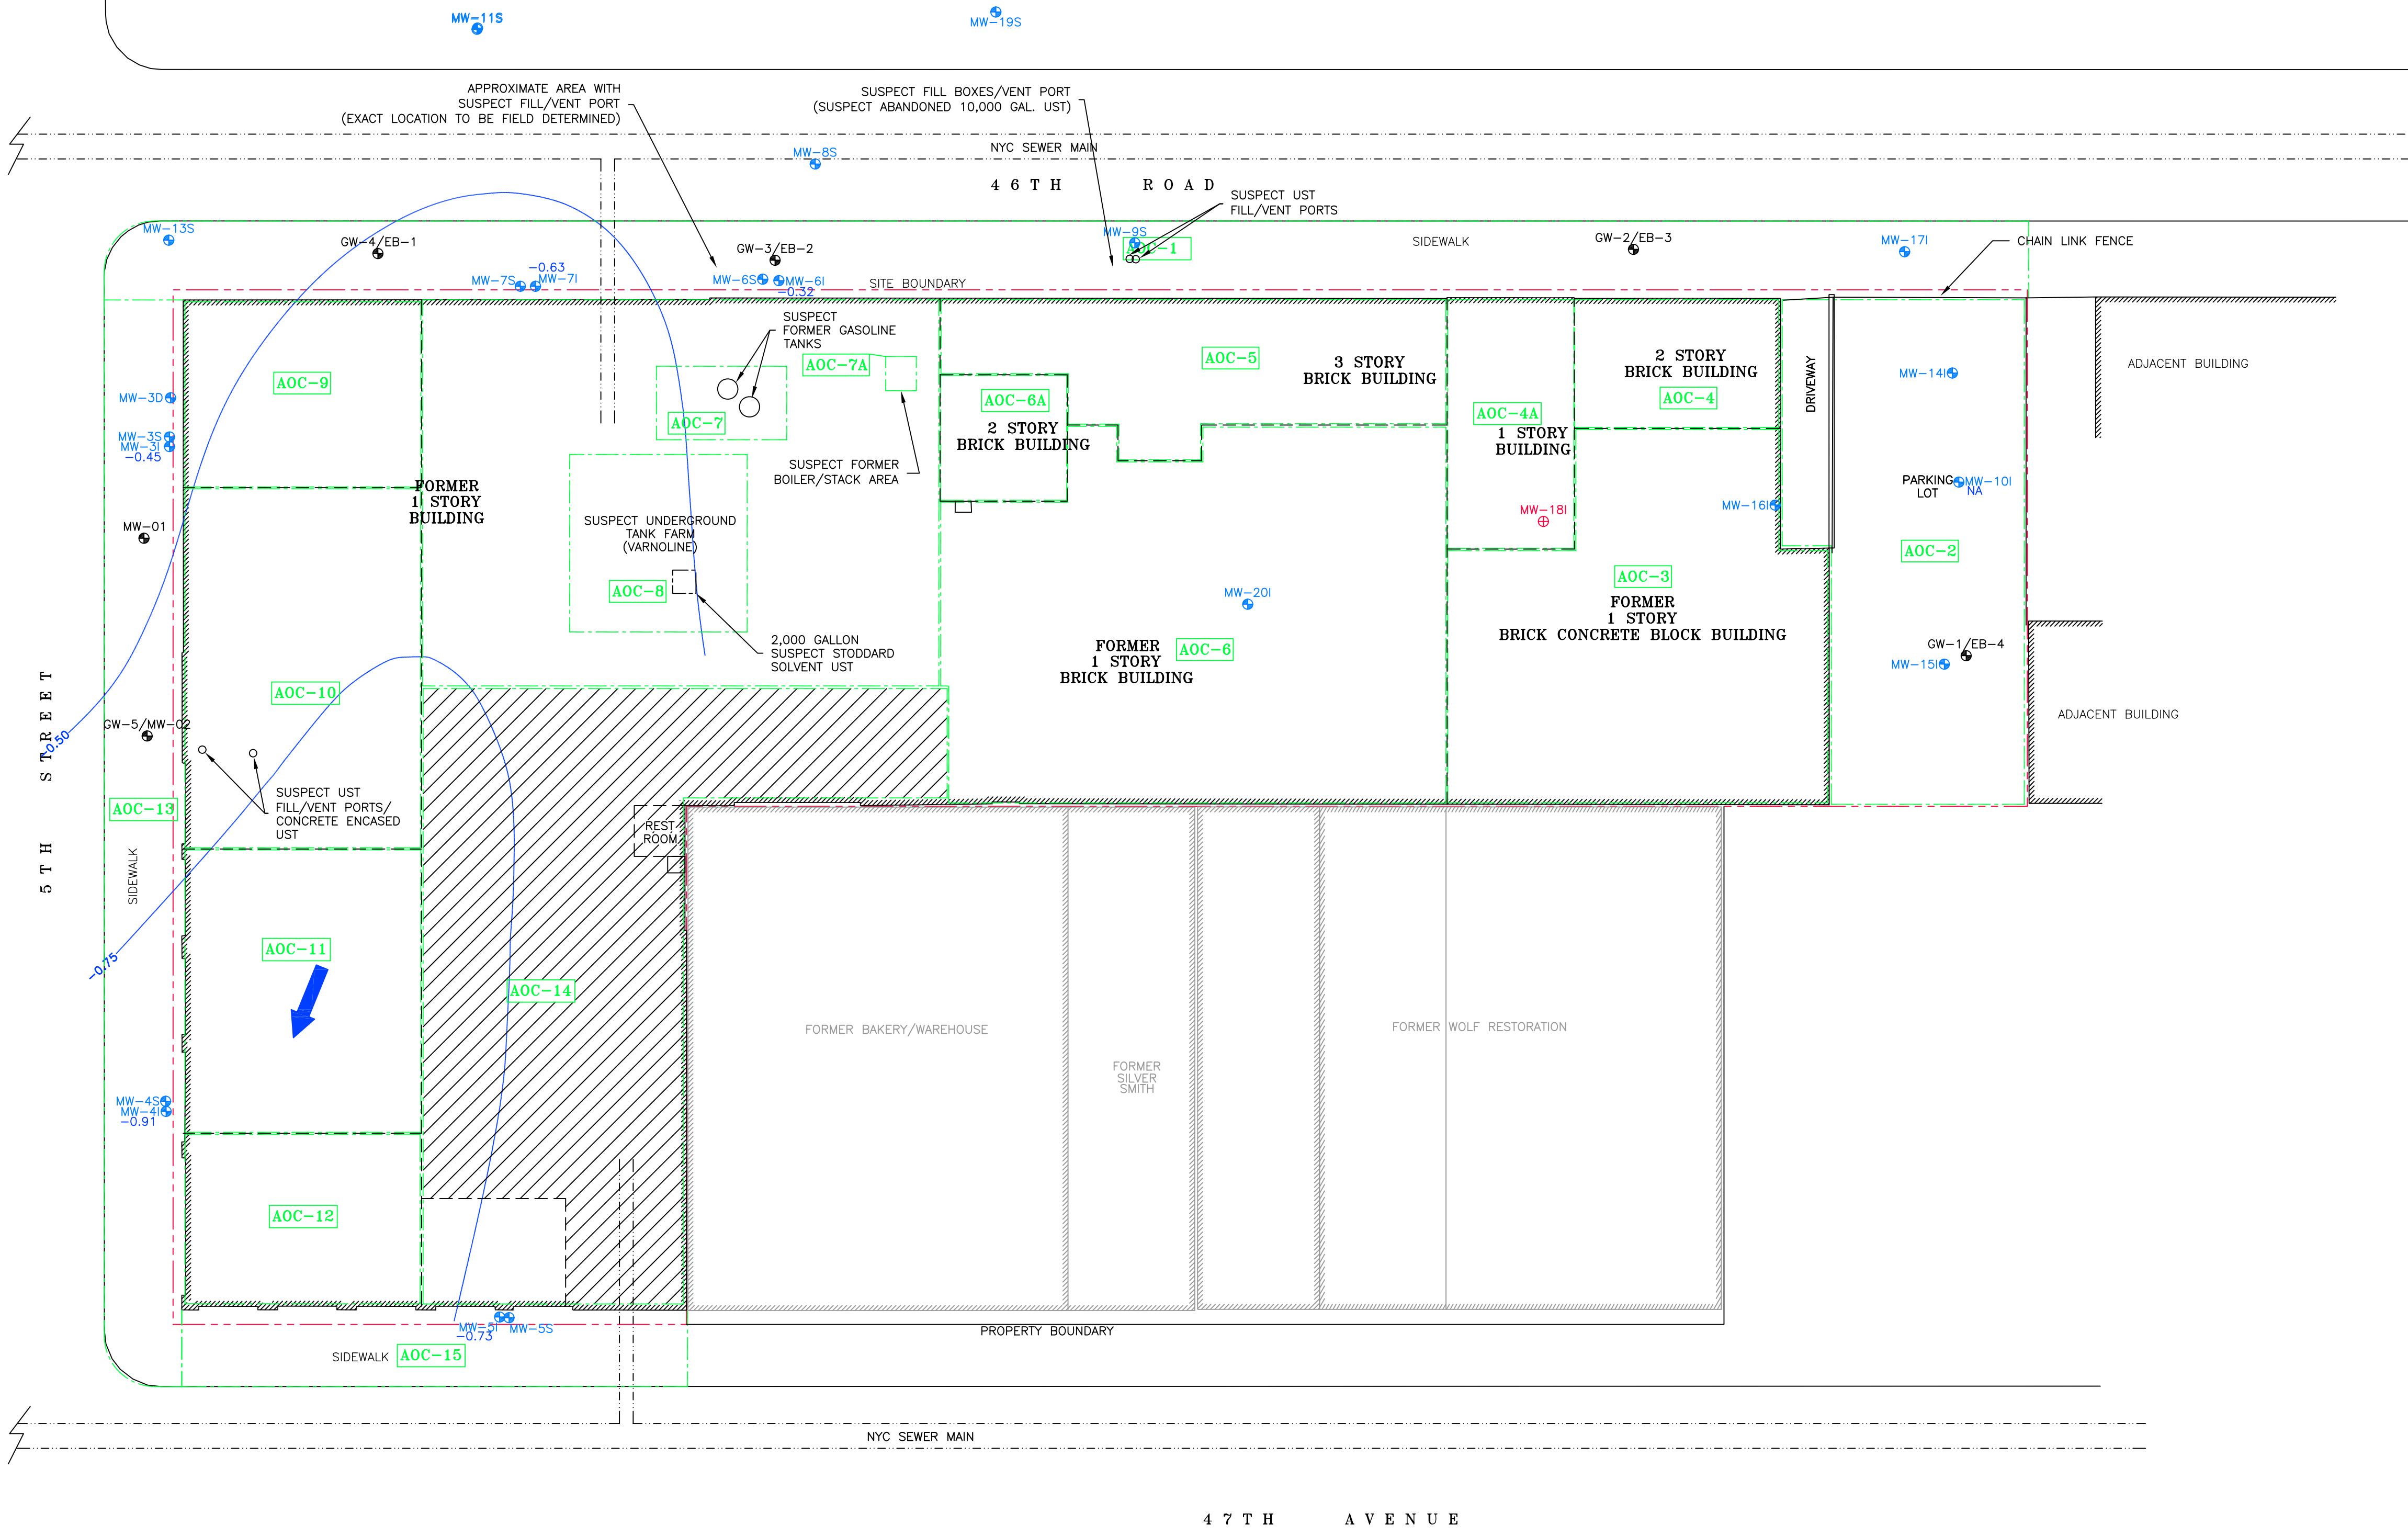 MW-11S
MW-19S
APPROXIMATE AREA WITH
SUSPECT FILL/VENT PORT
(EXACT LOCATION TO BE FIELD DETERMINED)
SUSPECT FILL BOXES/VENT PORT
(SUSPECT ABANDONED 10,000 GAL. UST)
NYC SEWER MAIN
MW-8S
46TH ROAD
SUSPECT UST
FILL/VENT PORTS
MW-13S
GW-4/EB-1
GW-3/EB-2
MW-9S
AOC-1
SIDEWALK
GW-2/EB-3
MW-17I
CHAIN LINK FENCE
-0.63
MW-7S
MW-7I
MW-6S
MW-6I
-0.32
SITE BOUNDARY
SUSPECT
FORMER GASOLINE
TANKS
AOC-7A
AOC-5
3 STORY
BRICK BUILDING
2 STORY
BRICK BUILDING
AOC-4
DRIVEWAY
MW-14I
ADJACENT BUILDING
AOC-9
MW-3D
AOC-7
AOC-6A
2 STORY
BRICK BUILDING
AOC-4A
1 STORY
BUILDING
MW-3S
MW-3I
-0.45
SUSPECT FORMER
BOILER/STACK AREA
FORMER
1 STORY
BUILDING
PARKING
LOT
MW-10I
NA
MW-16I
MW-18I
MW-01
SUSPECT UNDERGROUND
TANK FARM
(VARNOLINE)
AOC-8
AOC-2
AOC-3
FORMER
1 STORY
BRICK CONCRETE BLOCK BUILDING
MW-20I
2,000 GALLON
SUSPECT STODDARD
SOLVENT UST
FORMER
1 STORY
BRICK BUILDING
AOC-6
GW-1/EB-4
MW-15I
AOC-10
GW-5/MW-02
-0.50
5TH STREET
ADJACENT BUILDING
SUSPECT UST
FILL/VENT PORTS/
CONCRETE ENCASED
UST
AOC-13
SIDEWALK
REST
ROOM
AOC-11
-0.75
AOC-14
FORMER BAKERY/WAREHOUSE
FORMER WOLF RESTORATION
FORMER
SILVER
SMITH
MW-4S
MW-4I
-0.91
AOC-12
MW-5I
MW-5S
-0.73
PROPERTY BOUNDARY
SIDEWALK
AOC-15
NYC SEWER MAIN
47TH AVENUE